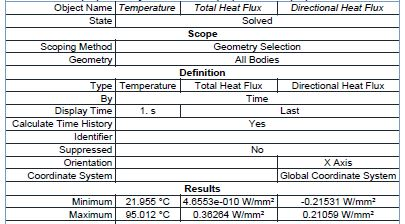 Object Name Temperature Total Heat Flux Directional Heat Flux
State Solved
Scope
Scoping Method Geometry Selection
Geometry All Bodies
Definition
Type Temperature Total Heat Flux Directional Heat Flux
By Time
Display Time 1. s Last
Calculate Time History Yes
Identifier
Suppressed No
Orientation X Axis
Coordinate System Global Coordinate System
Results
Minimum 21.955 °C 4.6553e-010 W/mm² -0.21531 W/mm²
Maximum 95.012 °C 0.36264 W/mm² 0.21059 W/mm²